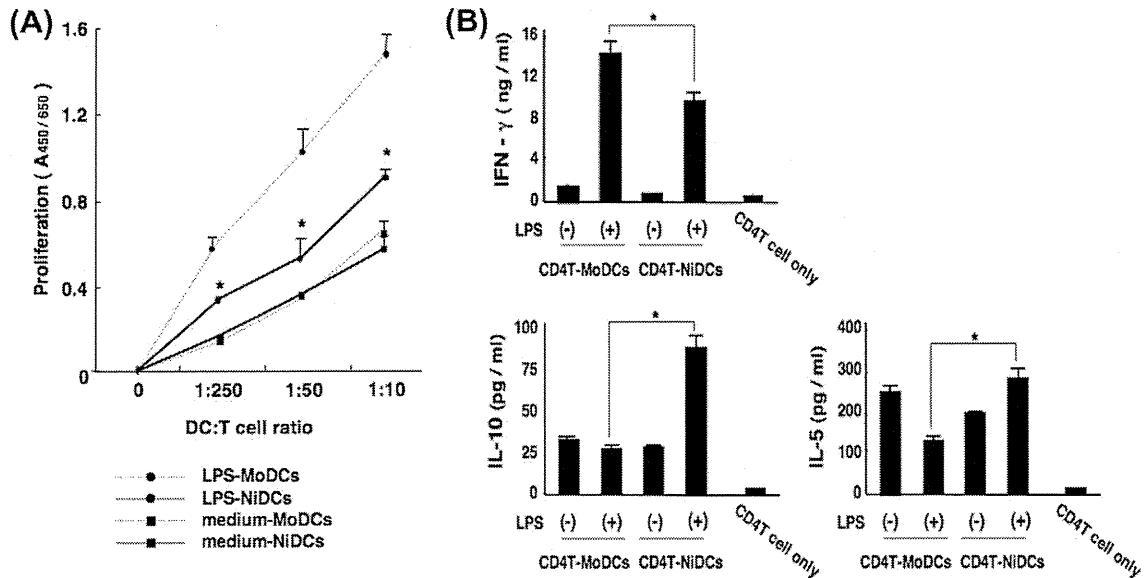 (A)
Proliferation ( A450/650 )
1.6
1.2
0.8
0.4
0
0
1:250
1:50
1:10
*
*
*
DC:T cell ratio
LPS-MoDCs
LPS-NiDCs
medium-MoDCs
medium-NiDCs
(B)
IFN - γ ( ng / ml )
16
12
8
4
0
*
LPS (-) (+) (-) (+)
CD4T-MoDCs CD4T-NiDCs
CD4T cell only
IL-10 (pg / ml)
100
75
50
25
0
*
LPS (-) (+) (-) (+)
CD4T-MoDCs CD4T-NiDCs
CD4T cell only
IL-5 (pg / ml)
400
300
200
100
0
*
LPS (-) (+) (-) (+)
CD4T-MoDCs CD4T-NiDCs
CD4T cell only